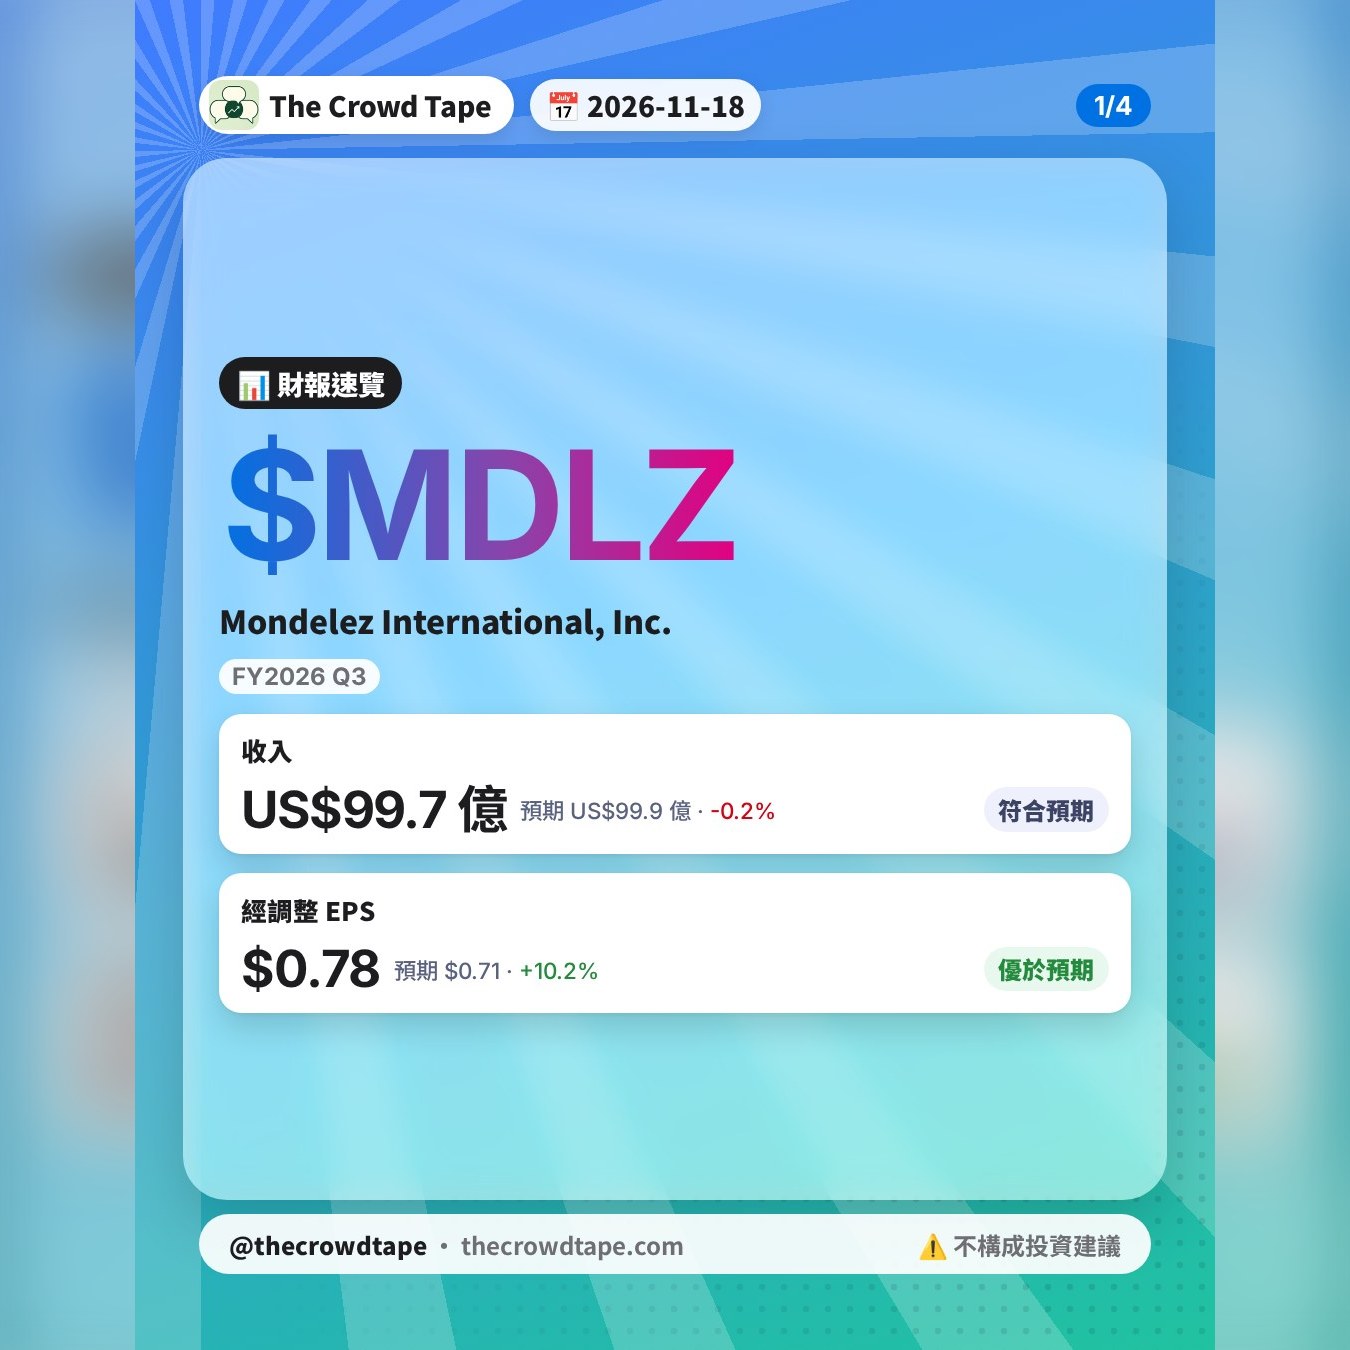 The Crowd Tape
📅 2026-11-18
1/4
📊 財報速覽
$MDLZ
Mondelez International, Inc.
FY2026 Q3
收入
US$99.7 億 預期 US$99.9 億 · -0.2% 符合預期
經調整 EPS
$0.78 預期 $0.71 · +10.2% 優於預期
@thecrowdtape • thecrowdtape.com ⚠️ 不構成投資建議